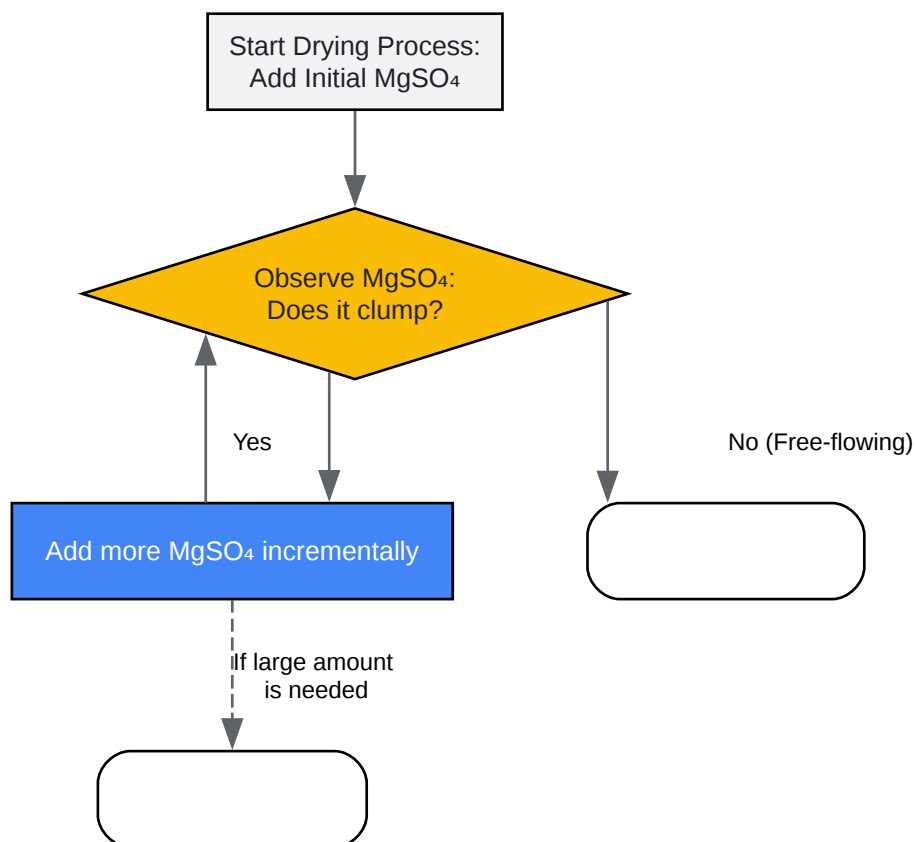 Start Drying Process:
Add Initial MgSO₄
Observe MgSO₄:
Does it clump?
Yes
No (Free-flowing)
Add more MgSO₄ incrementally
If large amount
is needed